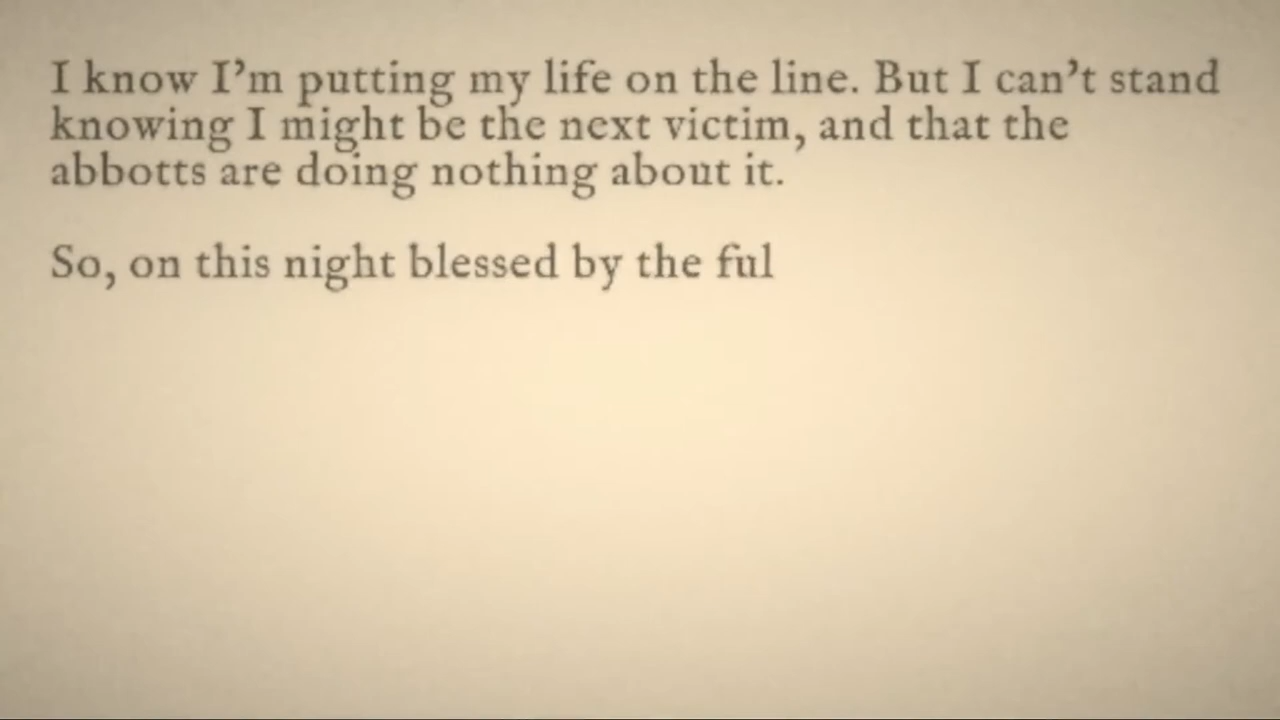 I know I'm putting my life on the line. But I can't stand
knowing I might be the next victim, and that the
abbotts are doing nothing about it.
So, on this night blessed by the ful